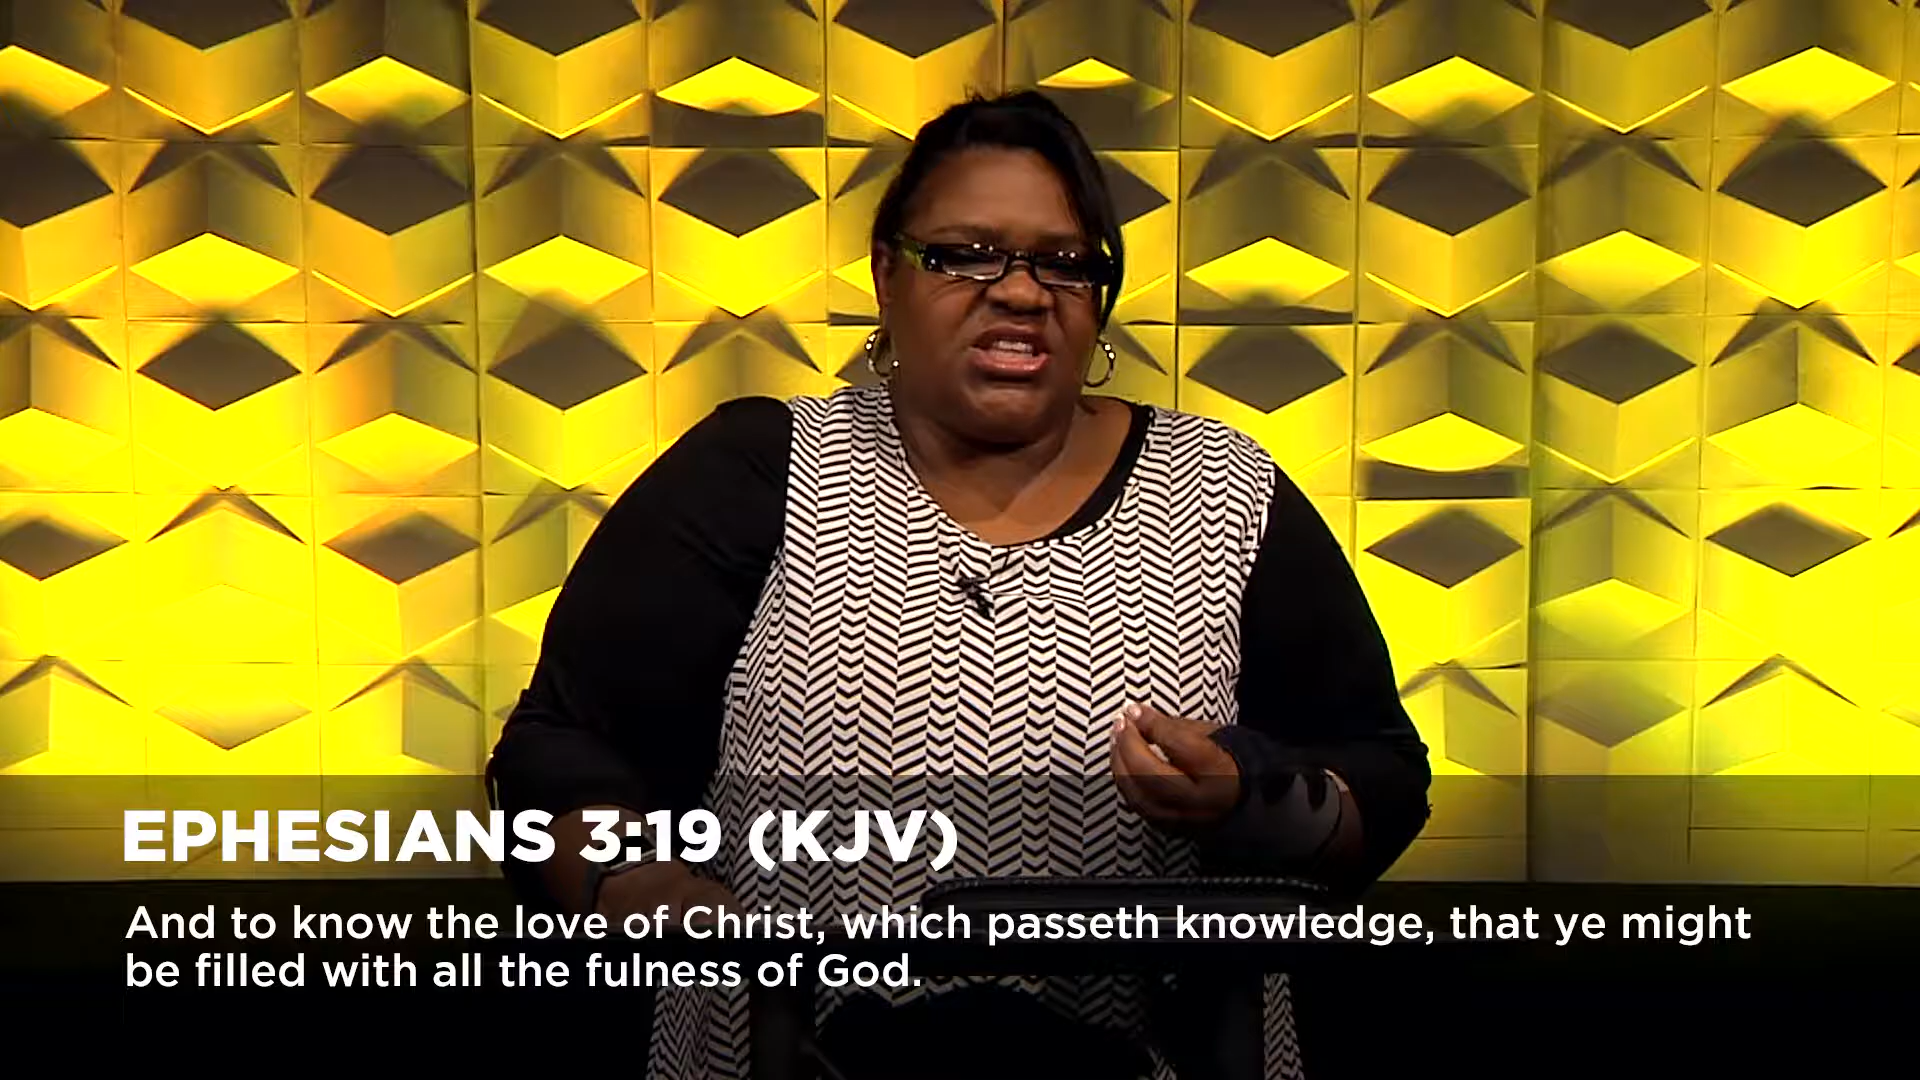 EPHESIANS 3:19 (KJV)
And to know the love of Christ, which passeth knowledge, that ye might
be filled with all the fulness of God.